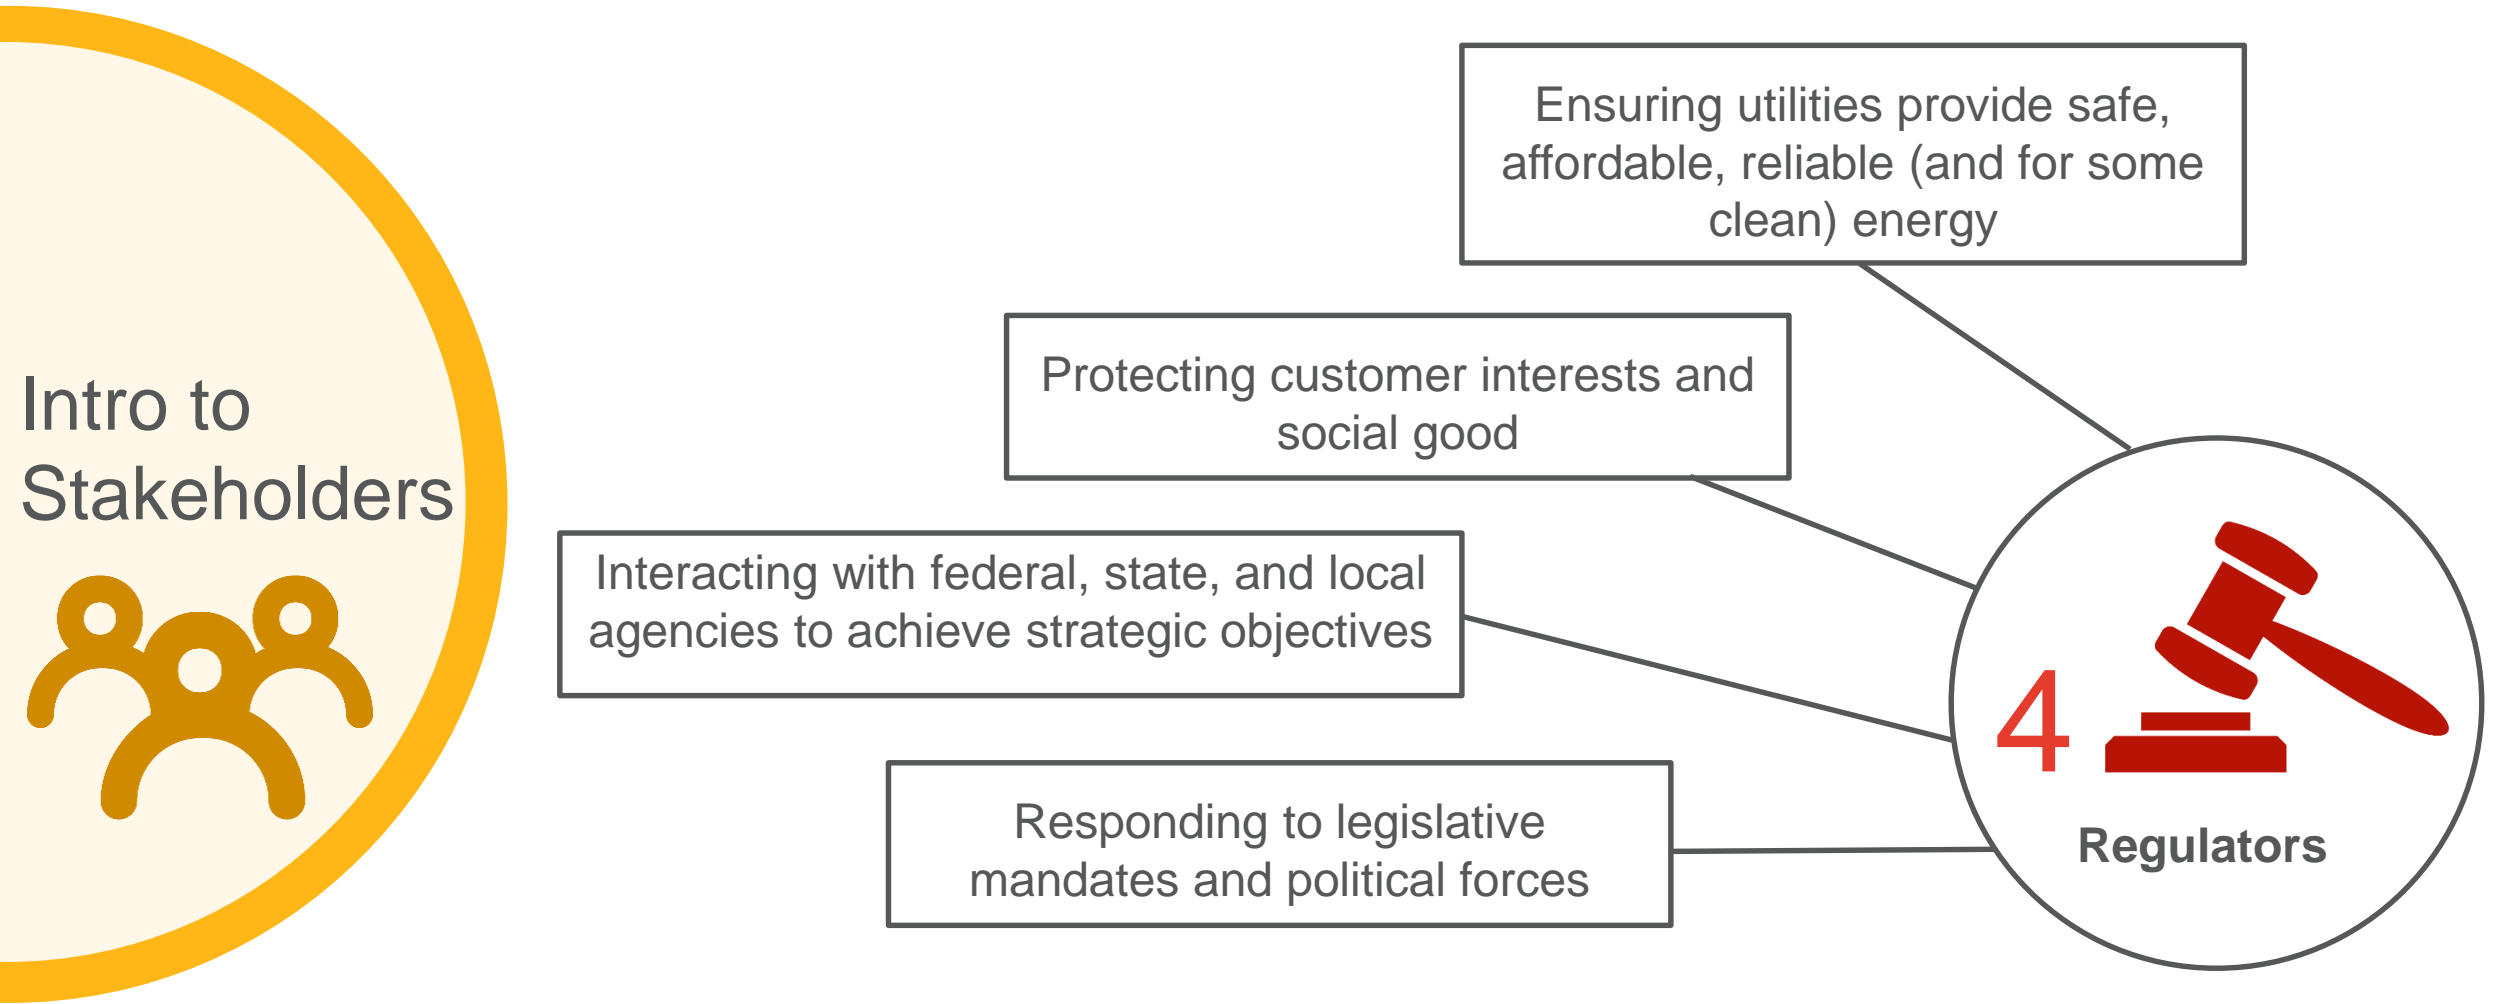 Intro to
Stakeholders
Ensuring utilities provide safe,
affordable, reliable (and for some
clean) energy
Protecting customer interests and
social good
Interacting with federal, state, and local
agencies to achieve strategic objectives
Responding to legislative
mandates and political forces
4
Regulators